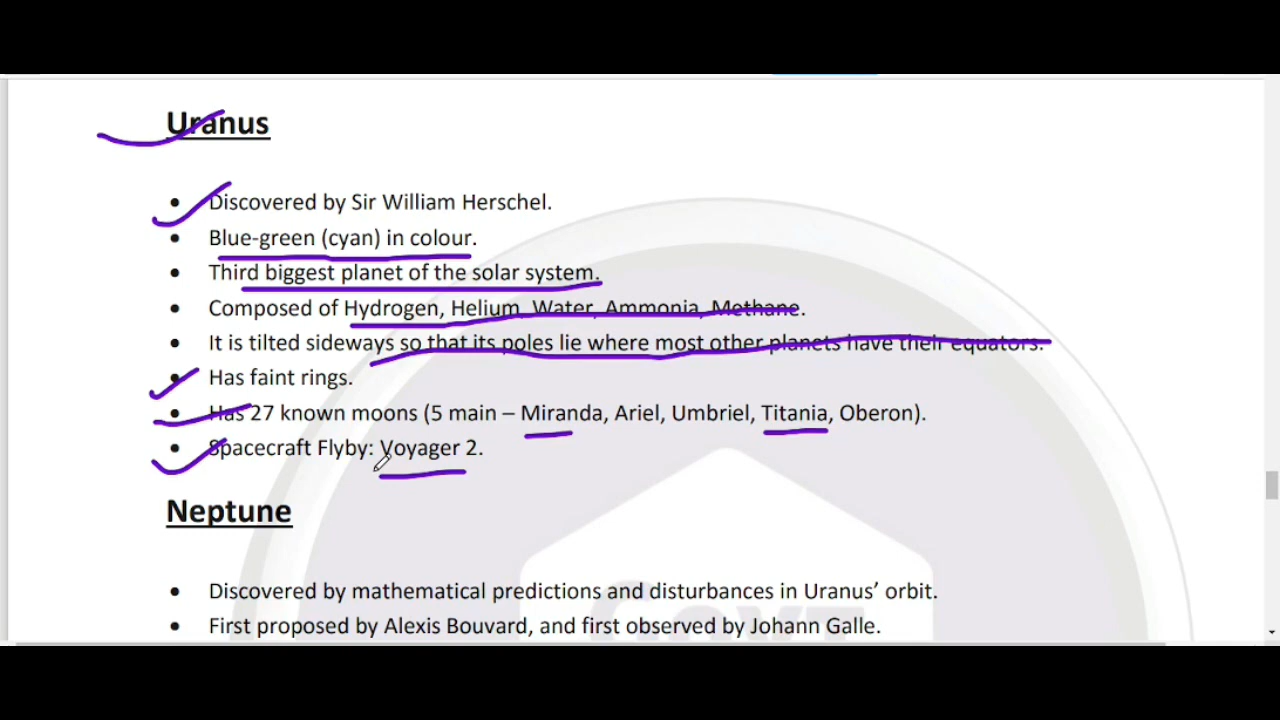 Uranus
• Discovered by Sir William Herschel.
• Blue-green (cyan) in colour.
• Third biggest planet of the solar system.
• Composed of Hydrogen, Helium, Water, Ammonia, Methane.
• It is tilted sideways so that its poles lie where most other planets have their equators.
• Has faint rings.
• Has 27 known moons (5 main – Miranda, Ariel, Umbriel, Titania, Oberon).
• Spacecraft Flyby: Voyager 2.
Neptune
• Discovered by mathematical predictions and disturbances in Uranus’ orbit.
• First proposed by Alexis Bouvard, and first observed by Johann Galle.